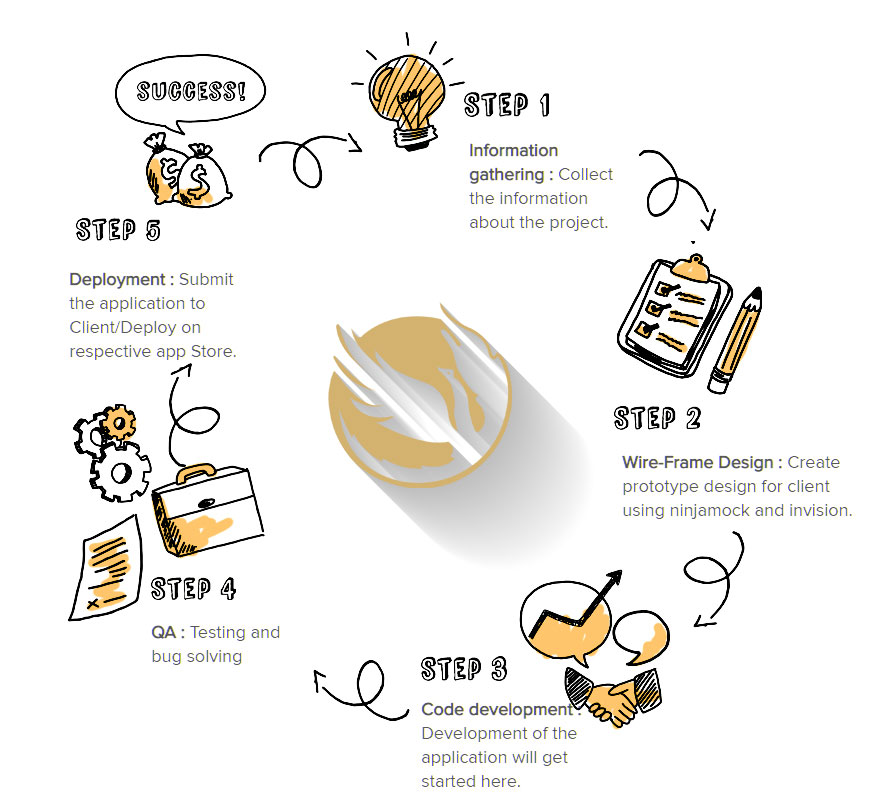 SUCCESS!
STEP 1
Information
gathering : Collect
the information
about the project.
STEP 2
Wire-Frame Design : Create
prototype design for client
using ninjamock and invision.
STEP 3
Code development :
Development of the
application will get
started here.
STEP 4
QA : Testing and
bug solving
STEP 5
Deployment : Submit
the application to
Client/Deploy on
respective app Store.